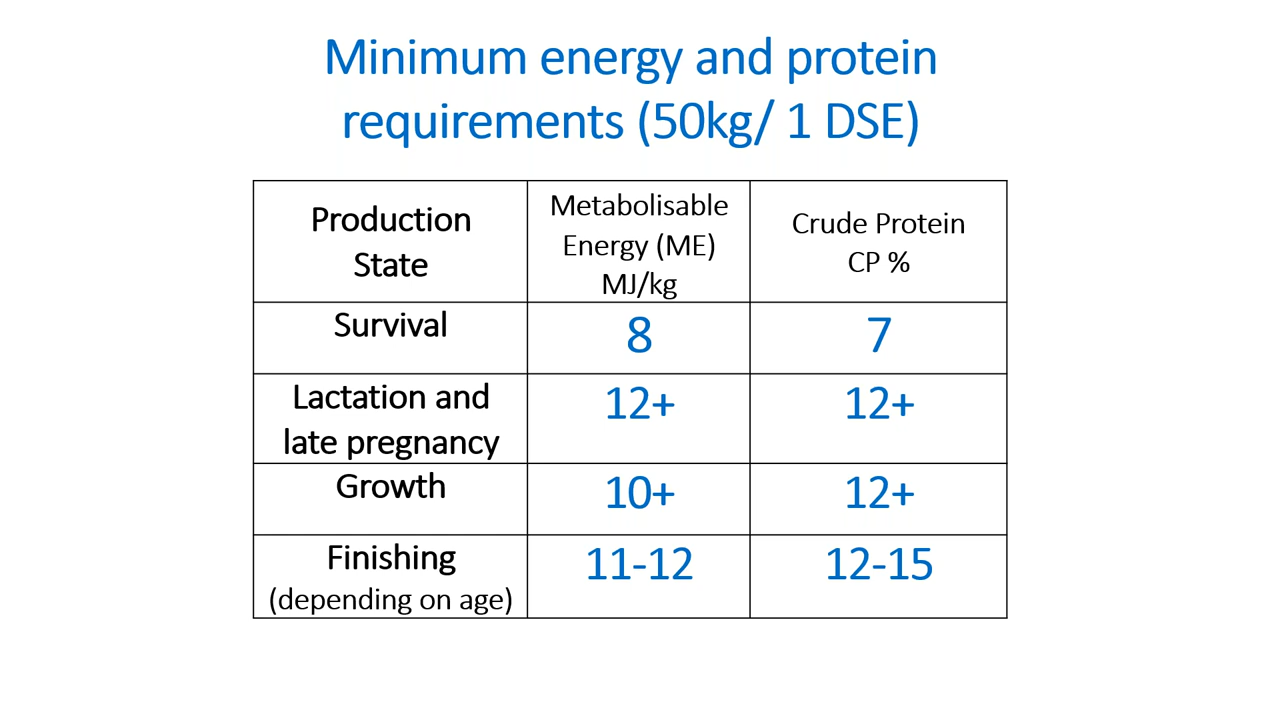 Minimum energy and protein
requirements (50kg/ 1 DSE)
Production
State
Metabolisable
Energy (ME)
MJ/kg
Crude Protein
CP %
Survival
8
7
Lactation and
late pregnancy
12+
12+
Growth
10+
12+
Finishing
(depending on age)
11-12
12-15